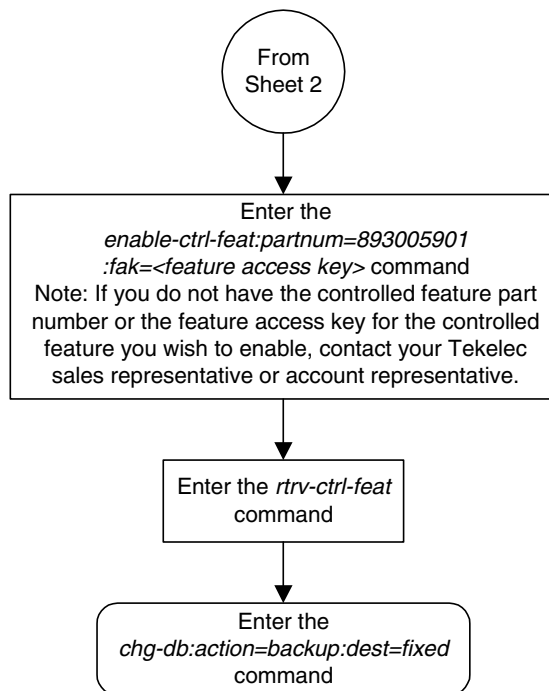 From
Sheet 2
Enter the
enable-ctrl-feat:partnum=893005901
:fak=<feature access key> command
Note: If you do not have the controlled feature part
number or the feature access key for the controlled
feature you wish to enable, contact your Tekelec
sales representative or account representative.
Enter the rtrv-ctrl-feat
command
Enter the
chg-db:action=backup:dest=fixed
command